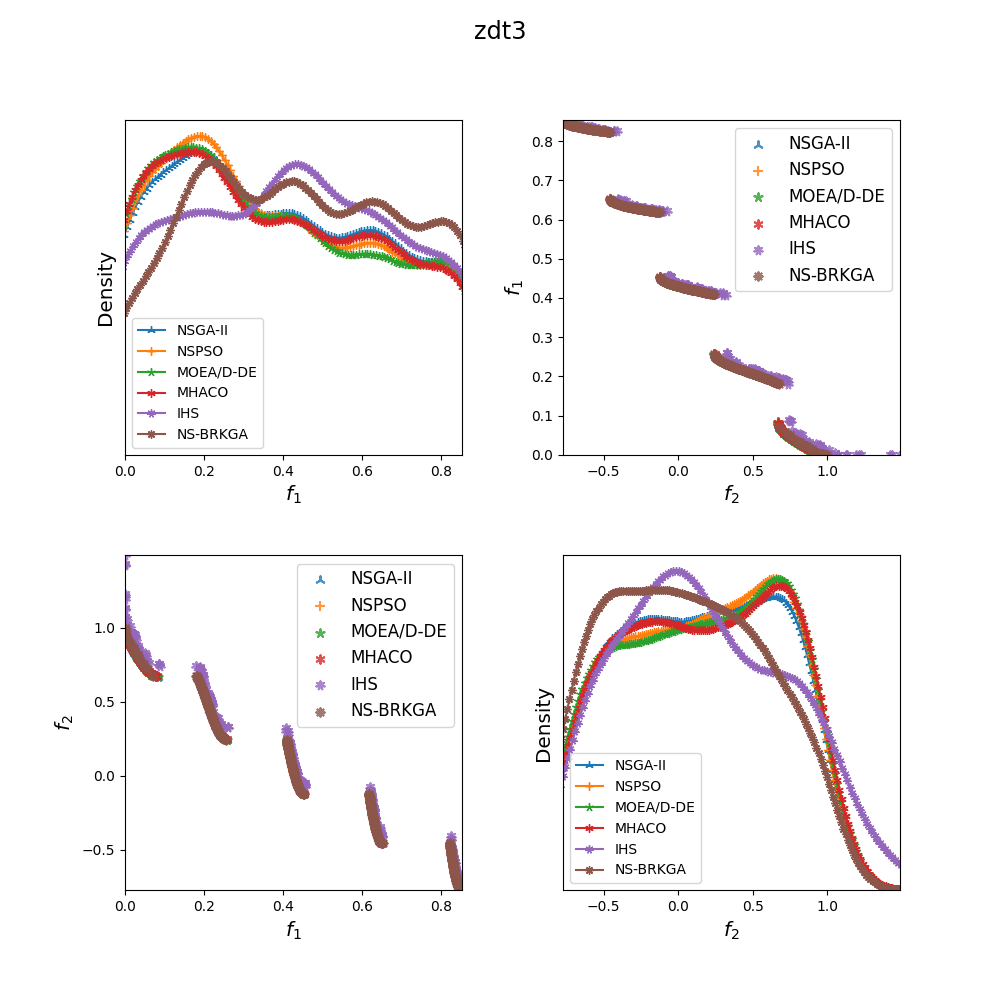 zdt3
Density
NSGA-II
NSPSO
MOEA/D-DE
MHACO
IHS
NS-BRKGA
0.0 0.2 0.4 0.6 0.8
f1
f1
0.8
0.7
0.6
0.5
0.4
0.3
0.2
0.1
0.0
NSGA-II
NSPSO
MOEA/D-DE
MHACO
IHS
NS-BRKGA
−0.5 0.0 0.5 1.0
f2
f2
1.0
0.5
0.0
−0.5
NSGA-II
NSPSO
MOEA/D-DE
MHACO
IHS
NS-BRKGA
0.0 0.2 0.4 0.6 0.8
f1
Density
NSGA-II
NSPSO
MOEA/D-DE
MHACO
IHS
NS-BRKGA
−0.5 0.0 0.5 1.0
f2